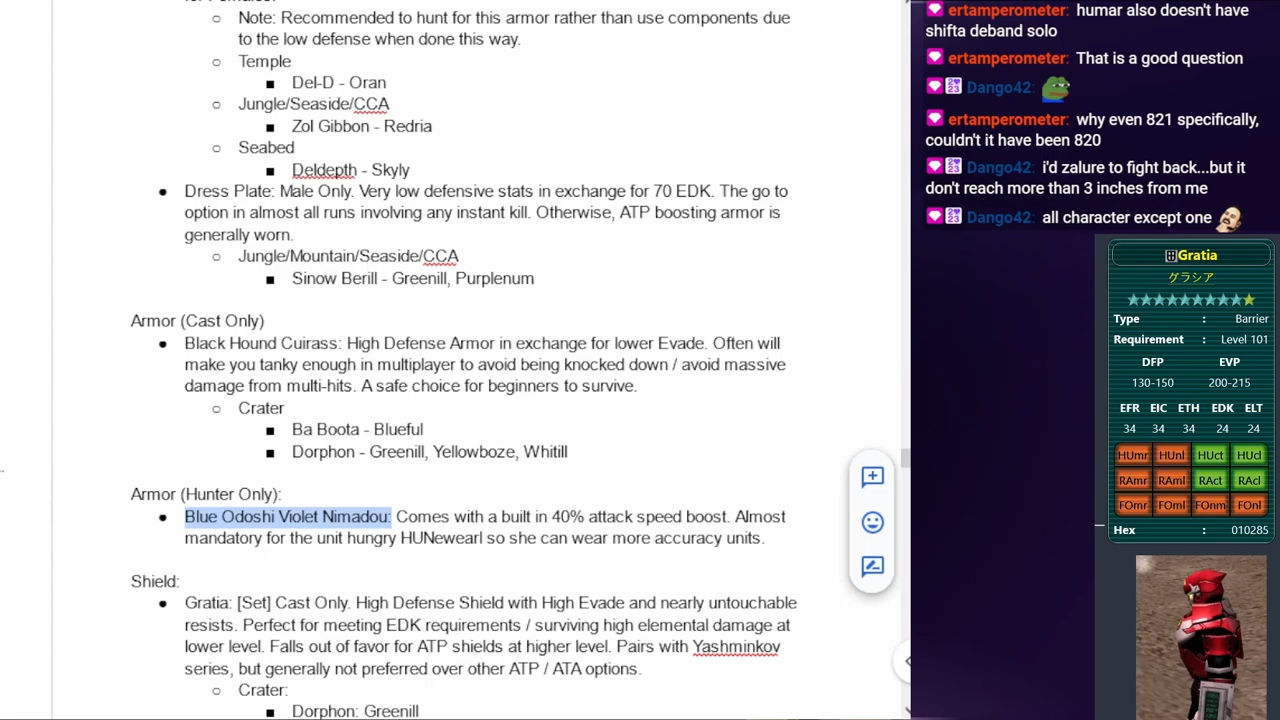 for Females.
Note: Recommended to hunt for this armor rather than use components due
to the low defense when done this way.
Temple
Del-D - Oran
Jungle/Seaside/CCA
Zol Gibbon - Redria
Seabed
Deldepth - Skyly
Dress Plate: Male Only. Very low defensive stats in exchange for 70 EDK. The go to
option in almost all runs involving any instant kill. Otherwise, ATP boosting armor is
generally worn.
Jungle/Mountain/Seaside/CCA
Sinow Berill - Greenill, Purplenum
Armor (Cast Only)
Black Hound Cuirass: High Defense Armor in exchange for lower Evade. Often will
make you tanky enough in multiplayer to avoid being knocked down / avoid massive
damage from multi-hits. A safe choice for beginners to survive.
Crater
Ba Boota - Blueful
Dorphon - Greenill, Yellowboze, Whitill
Armor (Hunter Only):
Blue Odoshi Violet Nimadou: Comes with a built in 40% attack speed boost. Almost
mandatory for the unit hungry HUNewearl so she can wear more accuracy units.
Shield:
Gratia: [Set] Cast Only. High Defense Shield with High Evade and nearly untouchable
resists. Perfect for meeting EDK requirements / surviving high elemental damage at
lower level. Falls out of favor for ATP shields at higher level. Pairs with Yashminkov
series, but generally not preferred over other ATP / ATA options.
Crater:
Dorphon: Greenill
ertamperometer: humar also doesn't have
shifta deband solo
ertamperometer: That is a good question
Dango42:
ertamperometer: why even 821 specifically,
couldn't it have been 820
Dango42: i'd zalure to fight back...but it
don't reach more than 3 inches from me
Dango42: all character except one
Gratia
グラシア
Type : Barrier
Requirement : Level 101
DFP EVP
130-150 200-215
EFR EIC ETH EDK ELT
34 34 34 24 24
HUmr HUnl HUct HUcl
RAmr RAml RAct RAcl
FOmr FOml FOnm FOnl
Hex : 010285